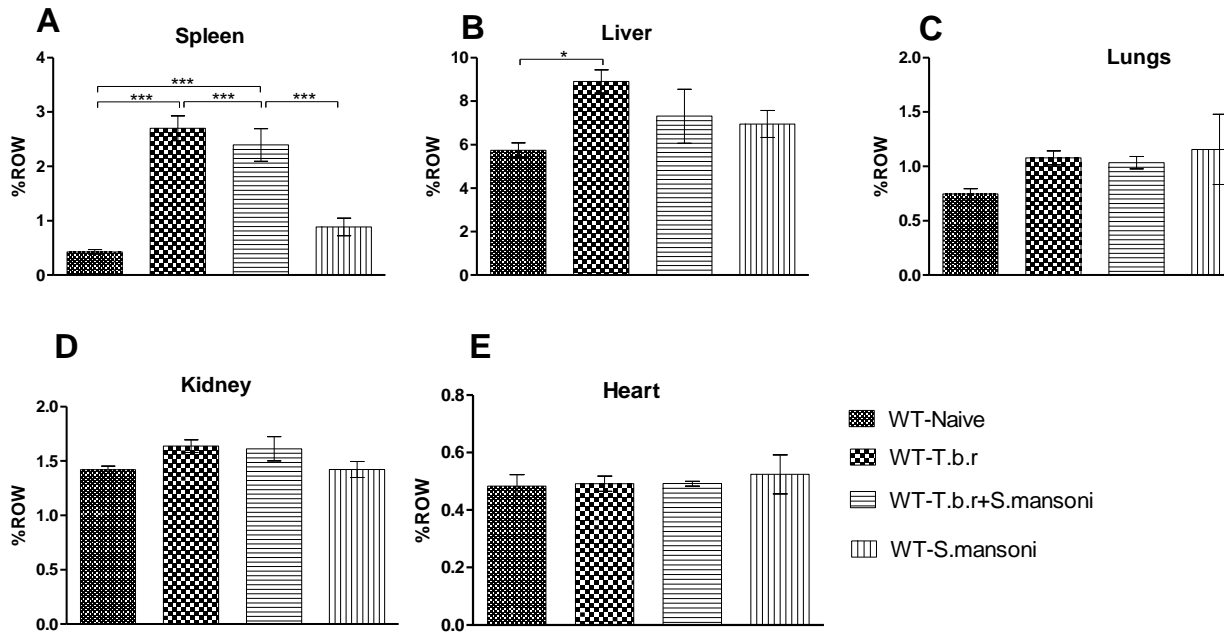 A
Spleen
%ROW
4
3
2
1
0
***
*** *** ***
B
Liver
%ROW
10
8
6
4
2
0
*
C
Lungs
%ROW
2.0
1.5
1.0
0.5
0.0
D
Kidney
%ROW
2.0
1.5
1.0
0.5
0.0
E
Heart
%ROW
0.8
0.6
0.4
0.2
0.0
WT-Naive
WT-T.b.r
WT-T.b.r+S.mansoni
WT-S.mansoni